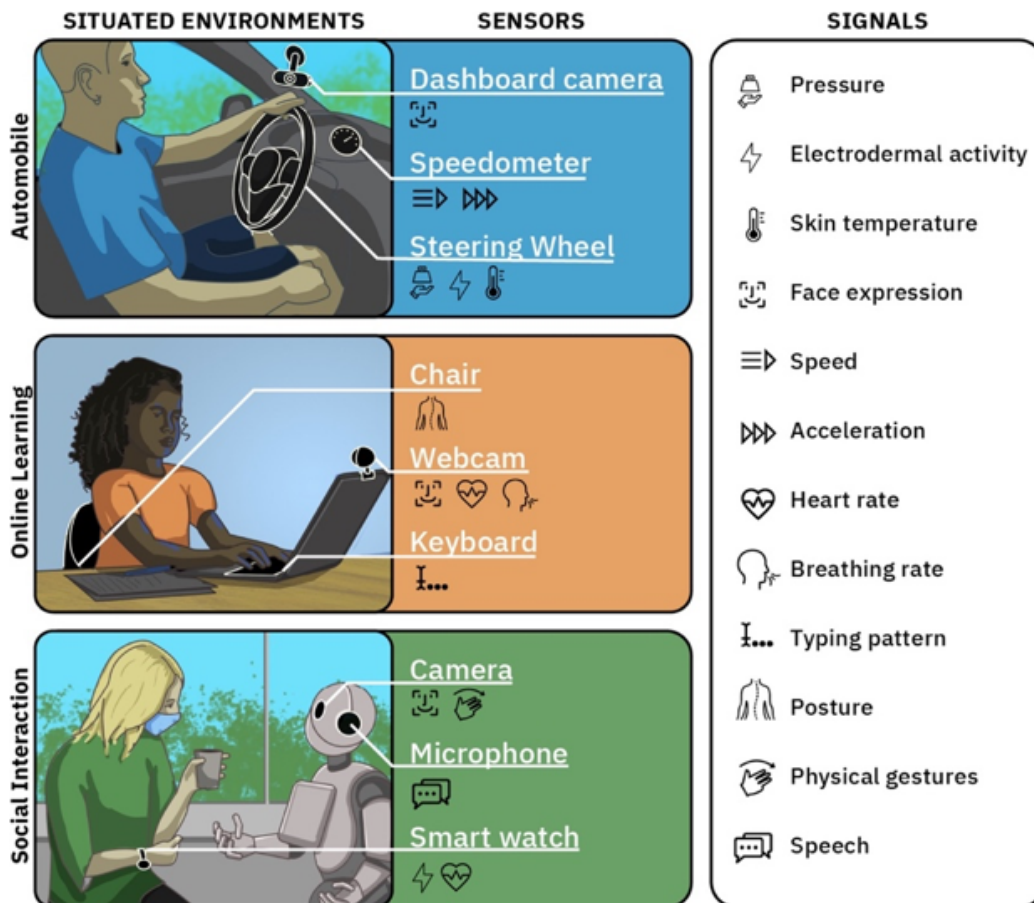 SITUATED ENVIRONMENTS
SENSORS
SIGNALS
Automobile
Dashboard camera
Speedometer
Steering Wheel
Online Learning
Chair
Webcam
Keyboard
Social Interaction
Camera
Microphone
Smart watch
Pressure
Electrodermal activity
Skin temperature
Face expression
Speed
Acceleration
Heart rate
Breathing rate
Typing pattern
Posture
Physical gestures
Speech